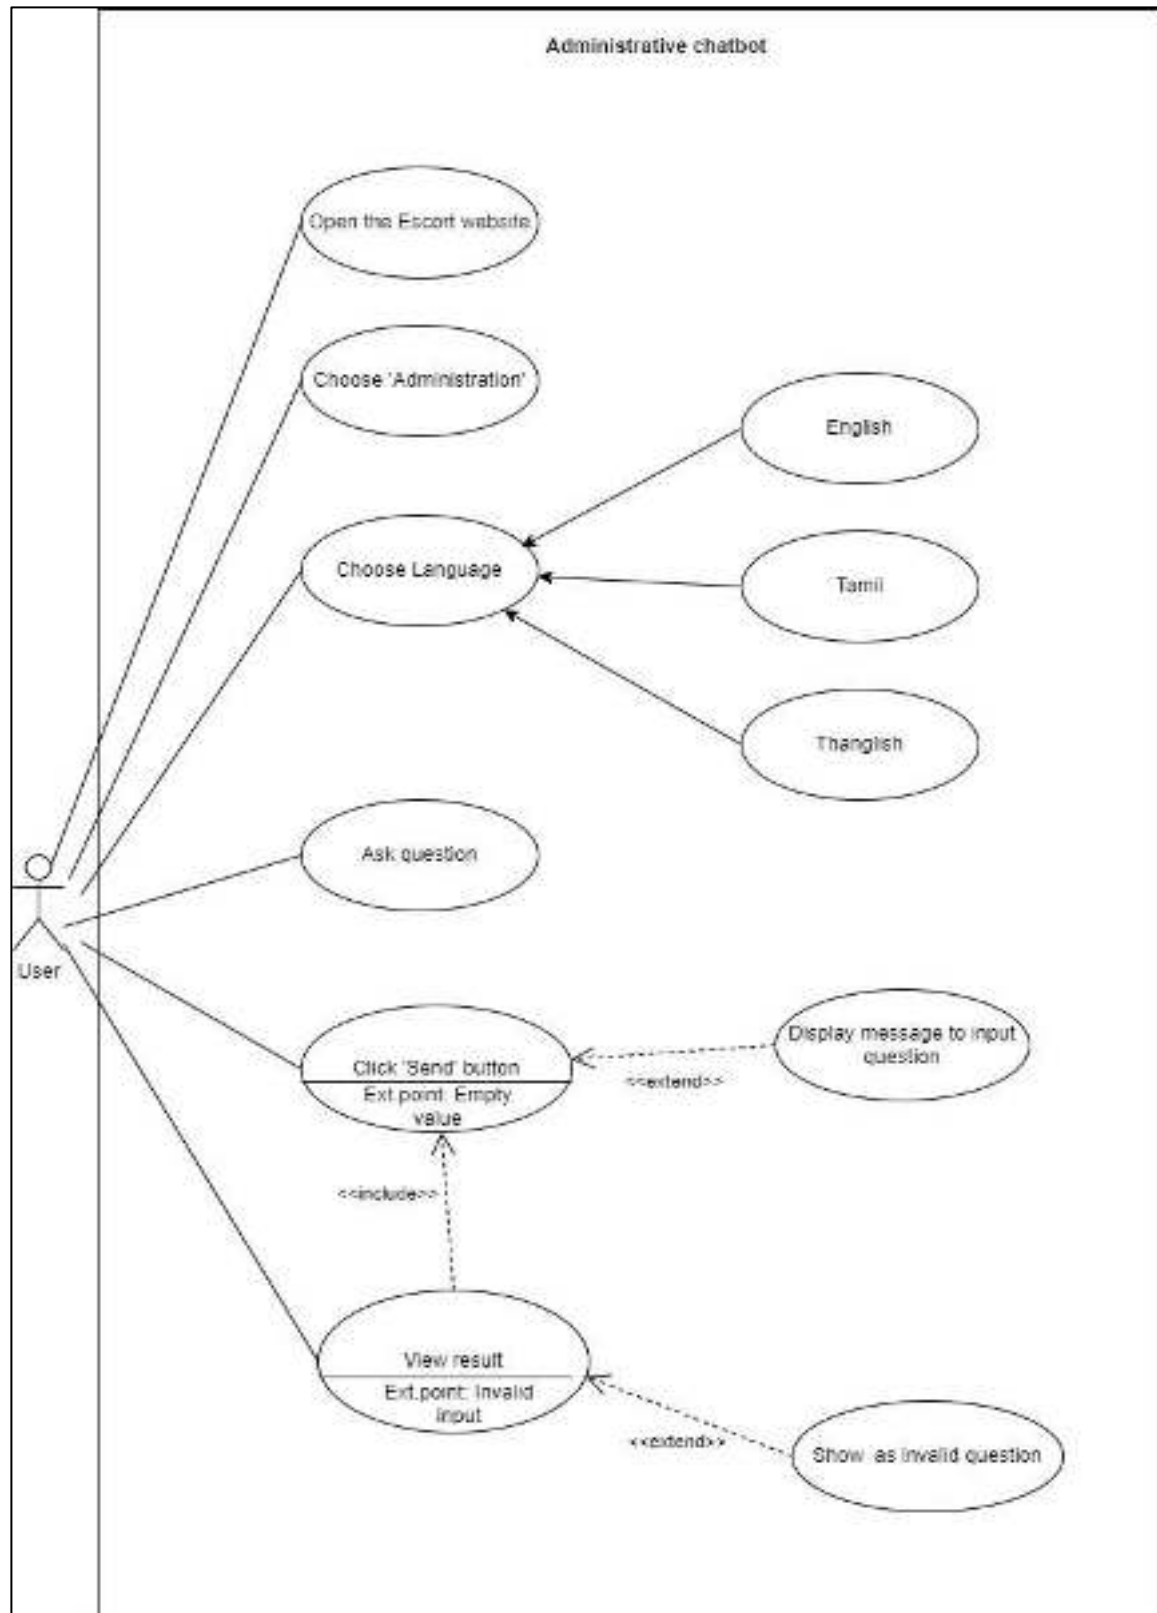 Administrative chatbot
Open the Escort website
Choose 'Administration'
English
Choose Language
Tamil
Thanglish
Ask question
User
Click 'Send' button
Ext.point: Empty
value
Display message to input
question
<<extend>>
<<include>>
View result
Ext.point: Invalid
input
<<extend>>
Show as Invalid question